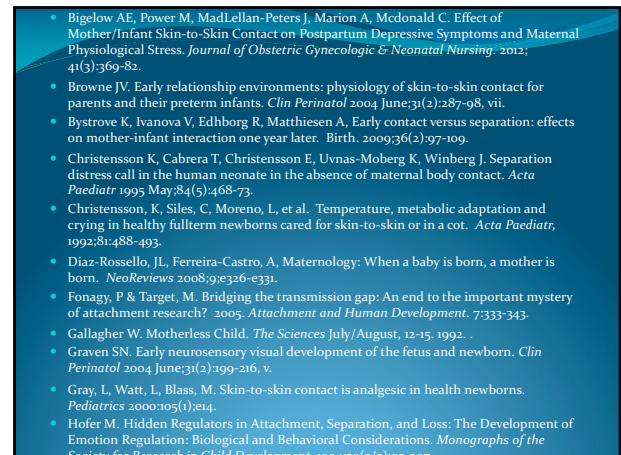 • Bigelow AE, Power M, MadLellan-Peters J, Marion A, Mcdonald C. Effect of
Mother/Infant Skin-to-Skin Contact on Postpartum Depressive Symptoms and Maternal
Physiological Stress. Journal of Obstetric Gynecologic & Neonatal Nursing. 2012;
41(3):369-82.
• Browne JV. Early relationship environments: physiology of skin-to-skin contact for
parents and their preterm infants. Clin Perinatol 2004 June;31(2):287-98, vii.
• Bystrove K, Ivanova V, Edhborg R, Matthiesen A, Early contact versus separation: effects
on mother-infant interaction one year later. Birth. 2009;36(2):97-109.
• Christensson K, Cabrera T, Christensson E, Uvnas-Moberg K, Winberg J. Separation
distress call in the human neonate in the absence of maternal body contact. Acta
Paediatr 1995 May;84(5):468-73.
• Christensson, K, Siles, C, Moreno, L, et al. Temperature, metabolic adaptation and
crying in healthy fullterm newborns cared for skin-to-skin or in a cot. Acta Paediatr,
1992;81:488-493.
• Diaz-Rossello, JL, Ferreira-Castro, A, Maternology: When a baby is born, a mother is
born. NeoReviews 2008;9;e326-e331.
• Fonagy, P & Target, M. Bridging the transmission gap: An end to the important mystery
of attachment research? 2005. Attachment and Human Development. 7:333-343.
• Gallagher W. Motherless Child. The Sciences July/August, 12-15. 1992. .
• Graven SN. Early neurosensory visual development of the fetus and newborn. Clin
Perinatol 2004 June;31(2):199-216, v.
• Gray, L, Watt, L, Blass, M. Skin-to-skin contact is analgesic in health newborns.
Pediatrics 2000:105(1);e14.
• Hofer M. Hidden Regulators in Attachment, Separation, and Loss: The Development of
Emotion Regulation: Biological and Behavioral Considerations. Monographs of the
Society for Research in Child Development